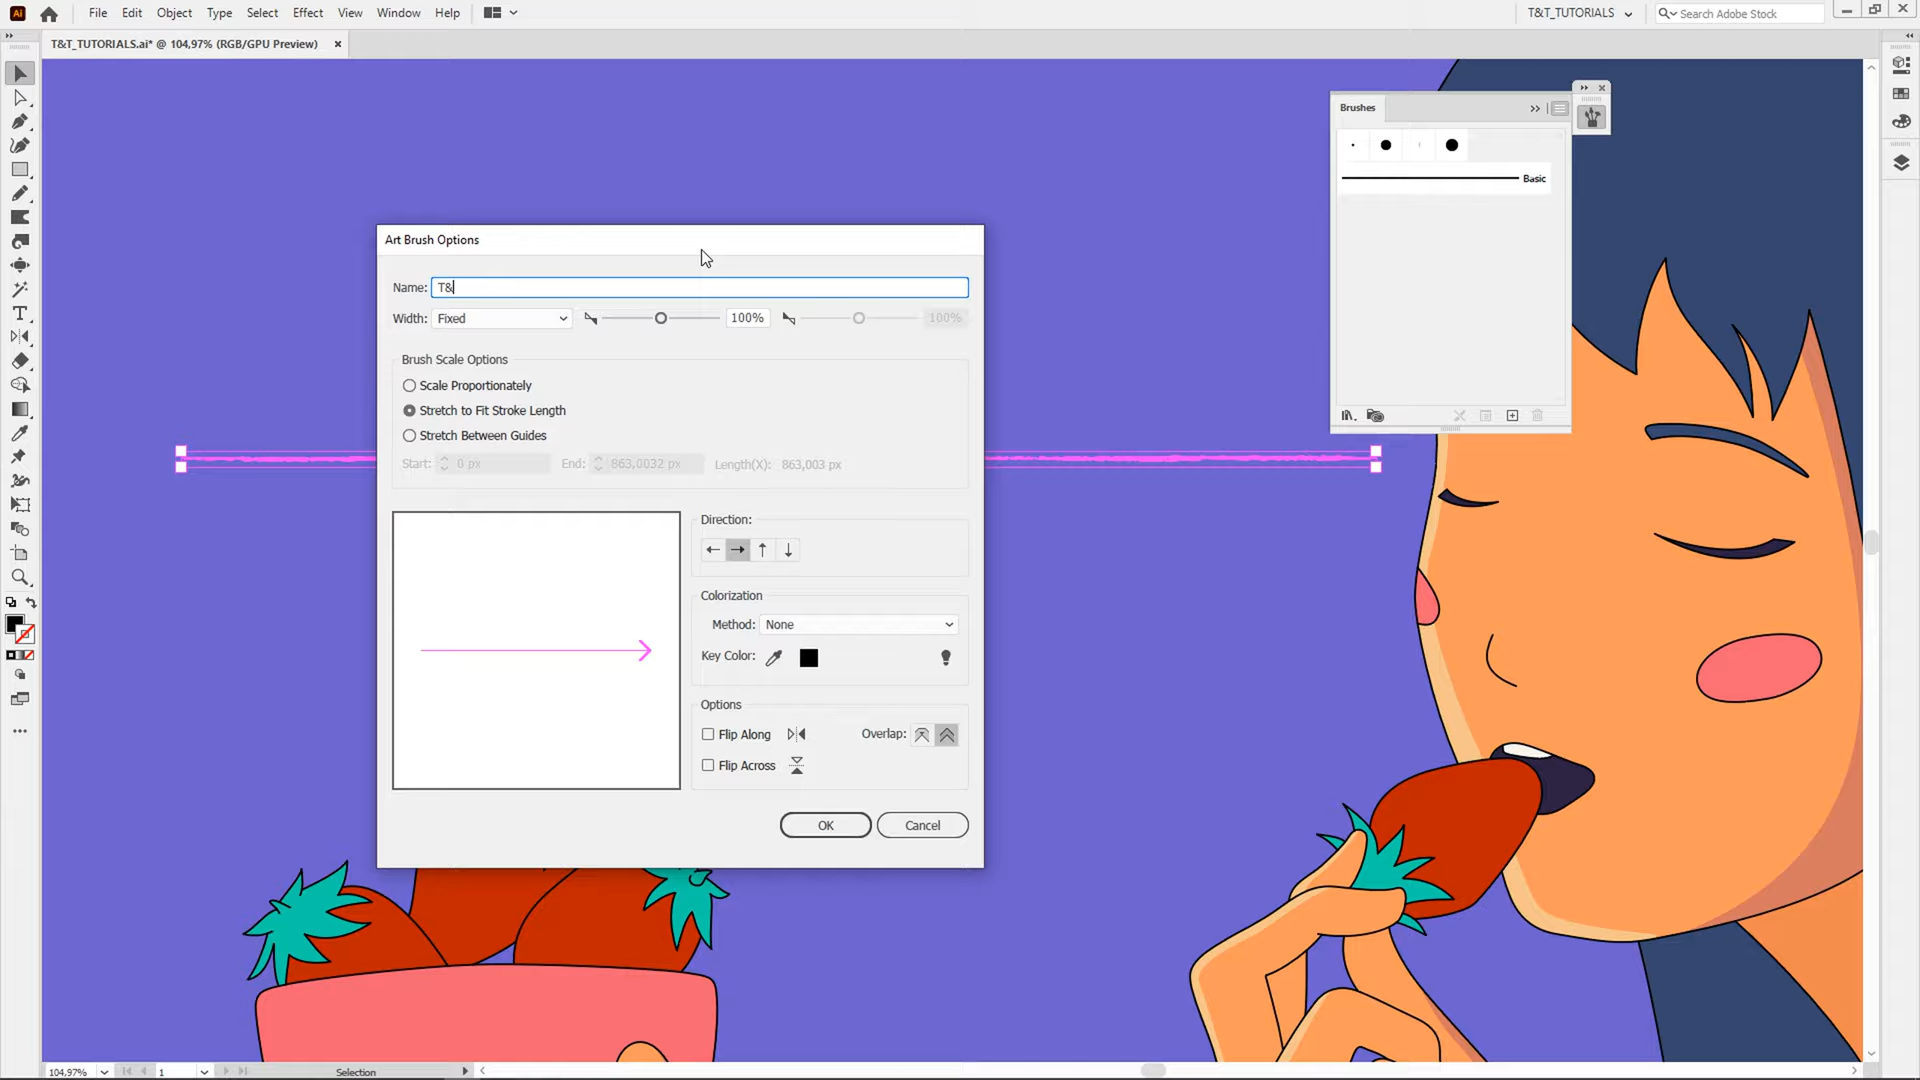 Ai File Edit Object Type Select Effect View Window Help T&T_TUTORIALS Search Adobe Stock
T&T_TUTORIALS.ai* @ 104,97% (RGB/GPU Preview) ×
Brushes
Basic
Art Brush Options
Name: T&
Width: Fixed 100% 100%
Brush Scale Options
Scale Proportionately
Stretch to Fit Stroke Length
Stretch Between Guides
Start: 0 px End: 863,0032 px Length(X): 863,003 px
Direction:
Colorization
Method: None
Key Color:
Options
Flip Along Overlap:
Flip Across
OK Cancel
104,97% 1 Selection